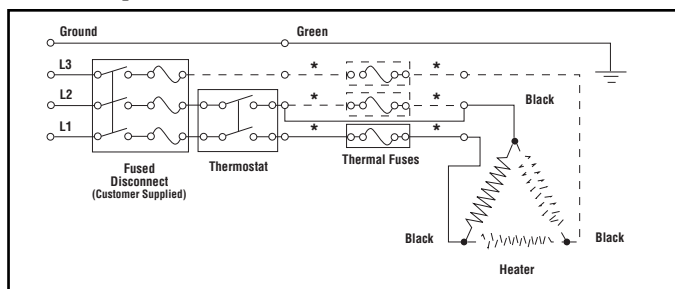 Ground
Green
L3
*
*
L2
*
*
Black
L1
*
*
Fused
Disconnect
(Customer Supplied)
Thermostat
Thermal Fuses
Black
Black
Heater